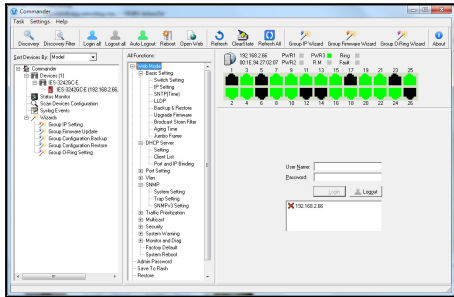 Commander
Task Settings Help
Discovery Discovery Filter Login all Logout all Auto Logout Reboot Open Web Refresh ClearState Refresh All Group IP Wizard Group Firmware Wizard Group O-Ring Wizard About
Sort Devices By: Model
Commander
Devices (1)
IES-3242GC
IES-3242GC-E (192.168.2.66,
Status Monitor
Scan Devices Configuration
Syslog Events
Wizards
Group IP Setting
Group Firmware Update
Group Configuration Backup
Group Configuration Restore
Group O-Ring Setting
All Functions:
Web Mode
Basic Setting
Switch Setting
IP Setting
SNTP(Time)
LLDP
Backup & Restore
Upgrade Firmware
Brodcast Storm Filter
Aging Time
Jumbo Frame
DHCP Server
Setting
Client List
Port and IP Binding
Port Setting
Vlan
SNMP
System Setting
Trap Setting
SNMPv3 Setting
Traffic Prioritization
Multicast
Security
System Warning
Monitor and Diag
Factory Default
System Reboot
Admin Password
Save To Flash
Restore
192.168.2.66 PWR1 PWR3 Ring
00:1E:94:27:02:07 PWR2 R.M Fault
1 3 5 7 9 11 13 15 17 19 21 23 25
2 4 6 8 10 12 14 16 18 20 22 24 26
User Name:
Password:
Login Logout
192.168.2.66